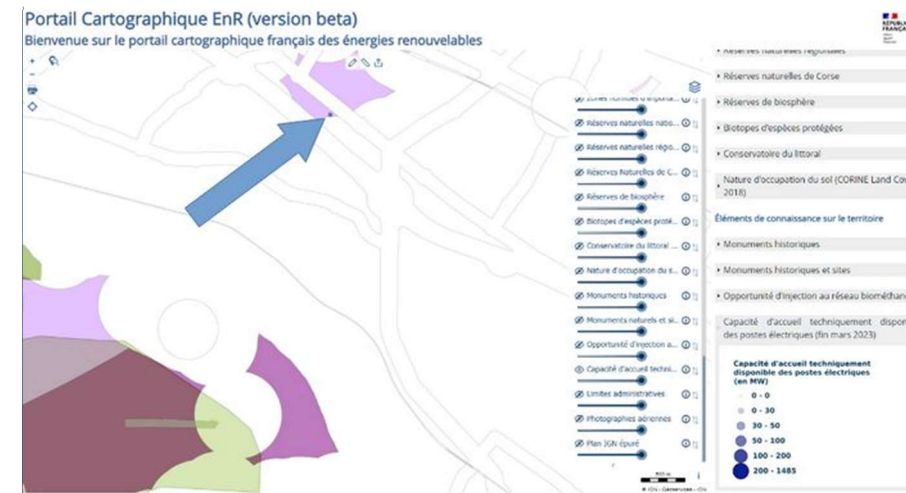 Portail Cartographique EnR (version beta)
Bienvenue sur le portail cartographique français des énergies renouvelables
Réserves naturelles régionales
Réserves naturelles de Corse
Réserves de biosphère
Biotopes d'espèces protégées
Conservatoire du littoral
Nature d'occupation du sol (CORINE Land Cov
2018)
Éléments de connaissance sur le territoire
Monuments historiques
Monuments historiques et sites
Opportunité d'injection au réseau biométhan
Capacité d'accueil techniquement dispon
des postes électriques (fin mars 2023)
Capacité d'accueil techniquement
disponible des postes électriques
(en MW)
0 - 0
0 - 30
30 - 50
50 - 100
100 - 200
200 - 1485
Zones humides d'importa...
Réserves naturelles natio...
Réserves naturelles régio...
Réserves Naturelles de C...
Réserves de biosphère
Biotopes d'espèces proté...
Conservatoire du littoral ...
Nature d'occupation du s...
Monuments historiques
Monuments naturels et si...
Opportunité d'injection a...
Capacité d'accueil techni...
Limites administratives
Photographies aériennes
Plan IGN épuré